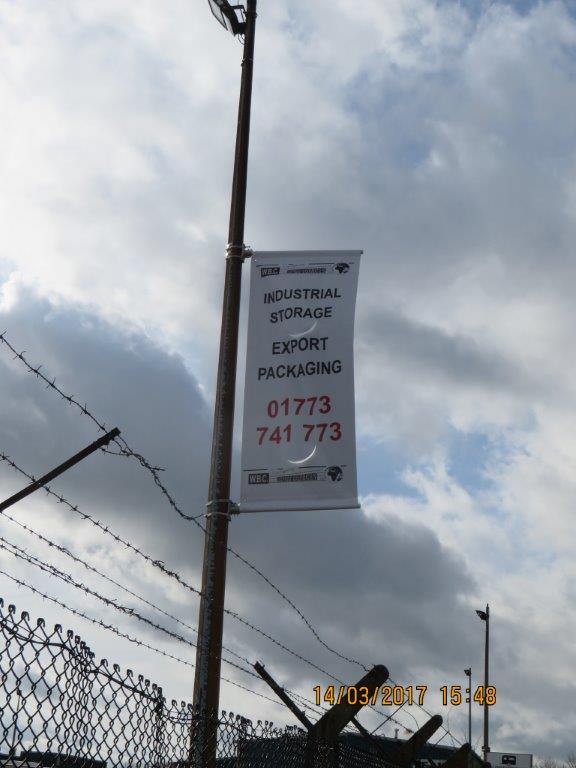 WBC
INDUSTRIAL
STORAGE
EXPORT
PACKAGING
01773
741 773
WBC
14/03/2017 15:48